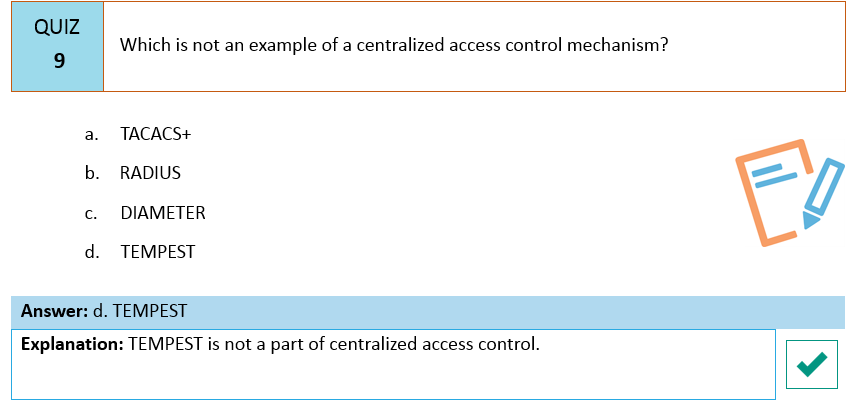 QUIZ
9
Which is not an example of a centralized access control mechanism?
a. TACACS+
b. RADIUS
c. DIAMETER
d. TEMPEST
Answer: d. TEMPEST
Explanation: TEMPEST is not a part of centralized access control.